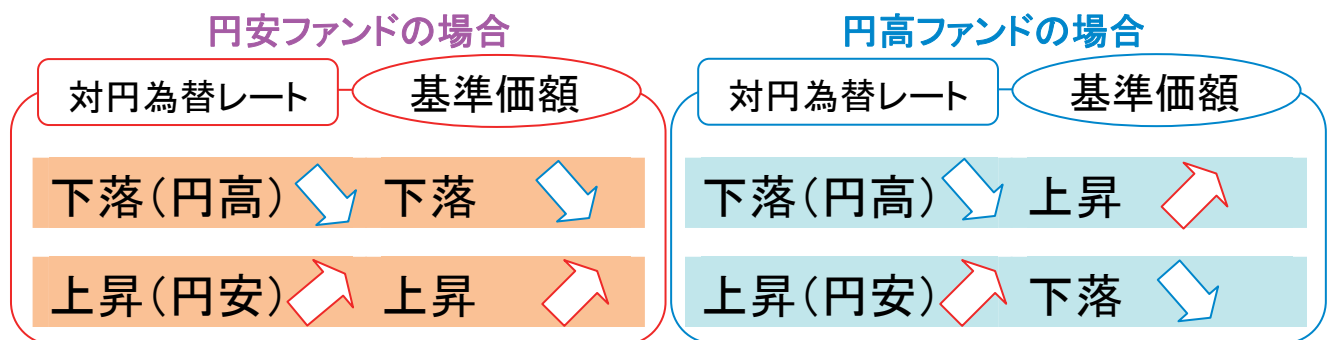 円安ファンドの場合
対円為替レート 基準価額
下落(円高) 下落
上昇(円安) 上昇
円高ファンドの場合
対円為替レート 基準価額
下落(円高) 上昇
上昇(円安) 下落